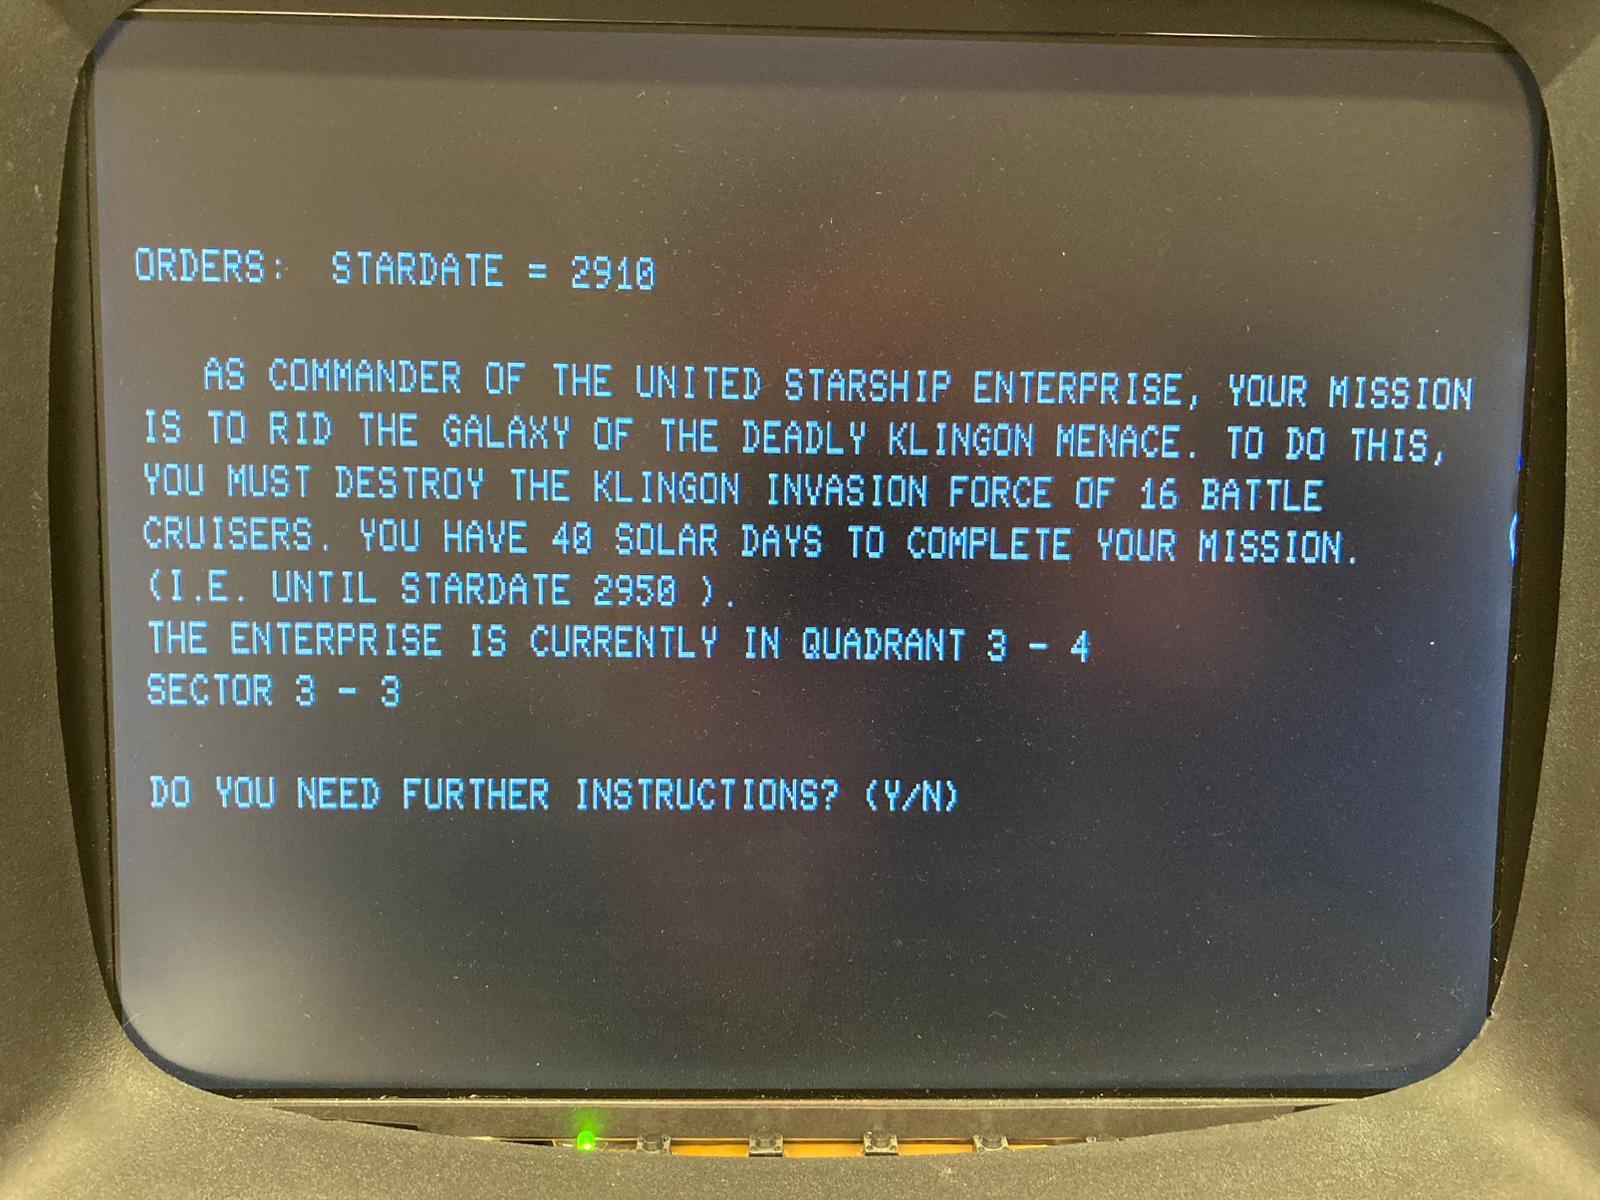 ORDERS:  STARDATE = 2910
AS COMMANDER OF THE UNITED STARSHIP ENTERPRISE, YOUR MISSION
IS TO RID THE GALAXY OF THE DEADLY KLINGON MENACE. TO DO THIS,
YOU MUST DESTROY THE KLINGON INVASION FORCE OF 16 BATTLE
CRUISERS. YOU HAVE 40 SOLAR DAYS TO COMPLETE YOUR MISSION.
(I.E. UNTIL STARDATE 2950 ).
THE ENTERPRISE IS CURRENTLY IN QUADRANT 3 - 4
SECTOR 3 - 3
DO YOU NEED FURTHER INSTRUCTIONS? (Y/N)